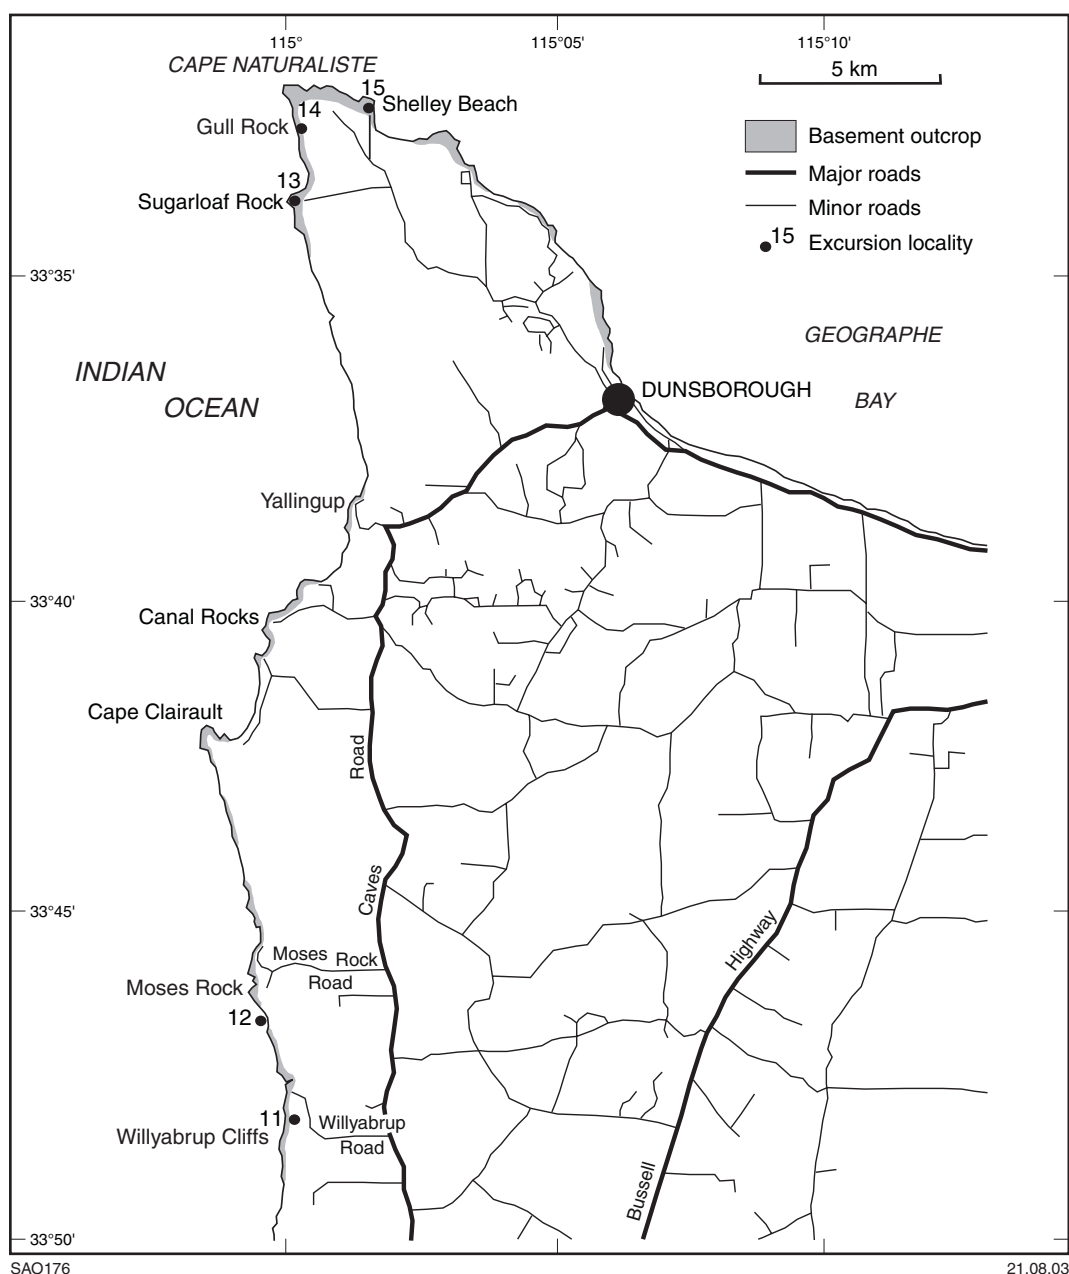 115° 115°05' 115°10'
CAPE NATURALISTE
5 km
15
Shelley Beach
14
Gull Rock
Basement outcrop
Major roads
13
Sugarloaf Rock
Minor roads
15 Excursion locality
33°35'
GEOGRAPHE
INDIAN
OCEAN
DUNSBOROUGH
BAY
Yallingup
33°40'
Canal Rocks
Cape Clairault
Road
Caves
33°45'
Highway
Moses Rock
Road
Moses Rock
12
11
Willyabrup
Road
Willyabrup Cliffs
Bussell
33°50'
SAO176
21.08.03